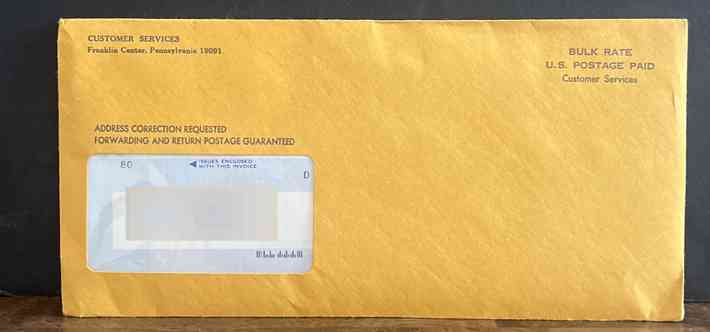 CUSTOMER SERVICES
Franklin Center, Pennsylvania 19091
BULK RATE
U.S. POSTAGE PAID
Customer Services
ADDRESS CORRECTION REQUESTED
FORWARDING AND RETURN POSTAGE GUARANTEED
80 ◀ ISSUES ENCLOSED
WITH THIS INVOICE
D